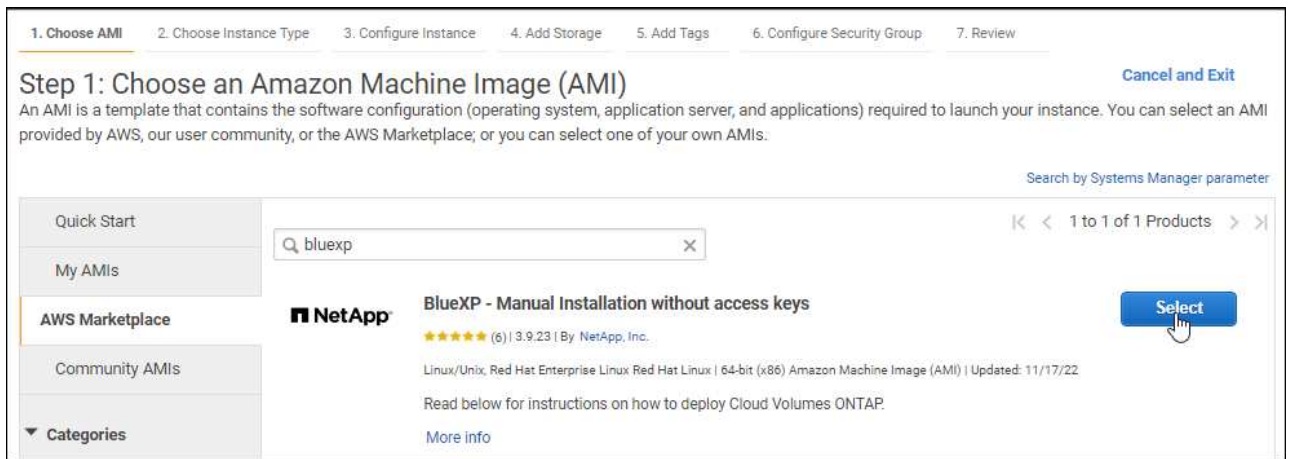 1. Choose AMI 2. Choose Instance Type 3. Configure Instance 4. Add Storage 5. Add Tags 6. Configure Security Group 7. Review
Step 1: Choose an Amazon Machine Image (AMI)
Cancel and Exit
An AMI is a template that contains the software configuration (operating system, application server, and applications) required to launch your instance. You can select an AMI
provided by AWS, our user community, or the AWS Marketplace; or you can select one of your own AMIs.
Search by Systems Manager parameter
Quick Start
My AMIs
AWS Marketplace
Community AMIs
Categories
bluexp
1 to 1 of 1 Products
NetApp
BlueXP - Manual Installation without access keys
(6) | 3.9.23 | By NetApp, Inc.
Linux/Unix, Red Hat Enterprise Linux Red Hat Linux | 64-bit (x86) Amazon Machine Image (AMI) | Updated: 11/17/22
Read below for instructions on how to deploy Cloud Volumes ONTAP.
More info
Select